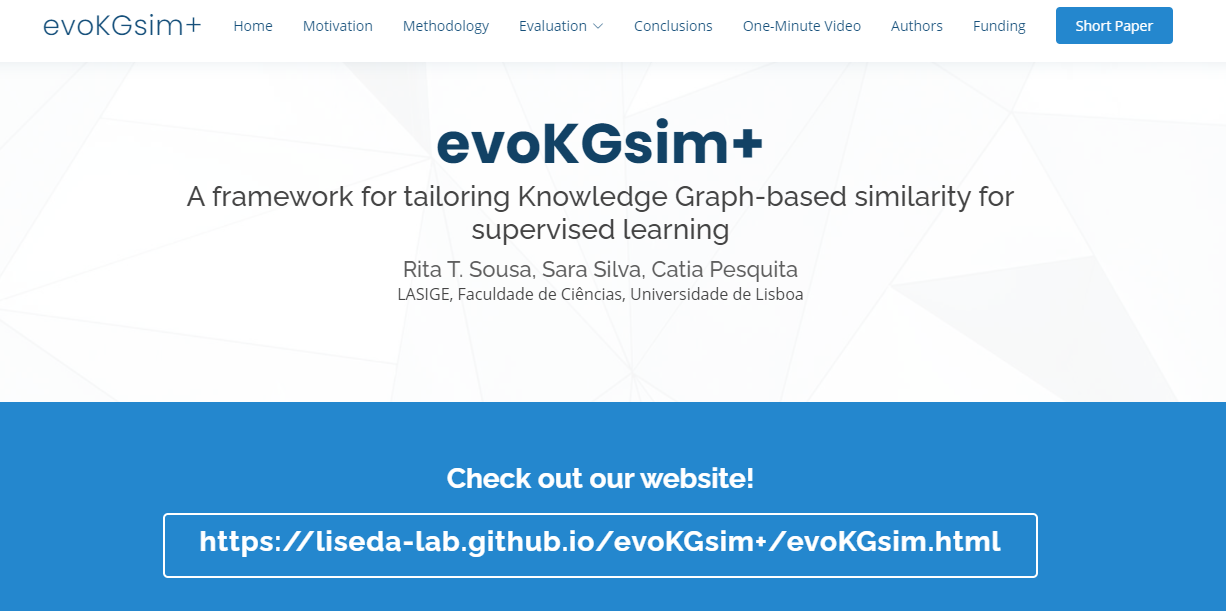 evoKGsim+
Home
Motivation
Methodology
Evaluation
Conclusions
One-Minute Video
Authors
Funding
Short Paper
evoKGsim+
A framework for tailoring Knowledge Graph-based similarity for
supervised learning
Rita T. Sousa, Sara Silva, Catia Pesquita
LASIGE, Faculdade de Ciências, Universidade de Lisboa
Check out our website!
https://liseda-lab.github.io/evoKGsim+/evoKGsim.html